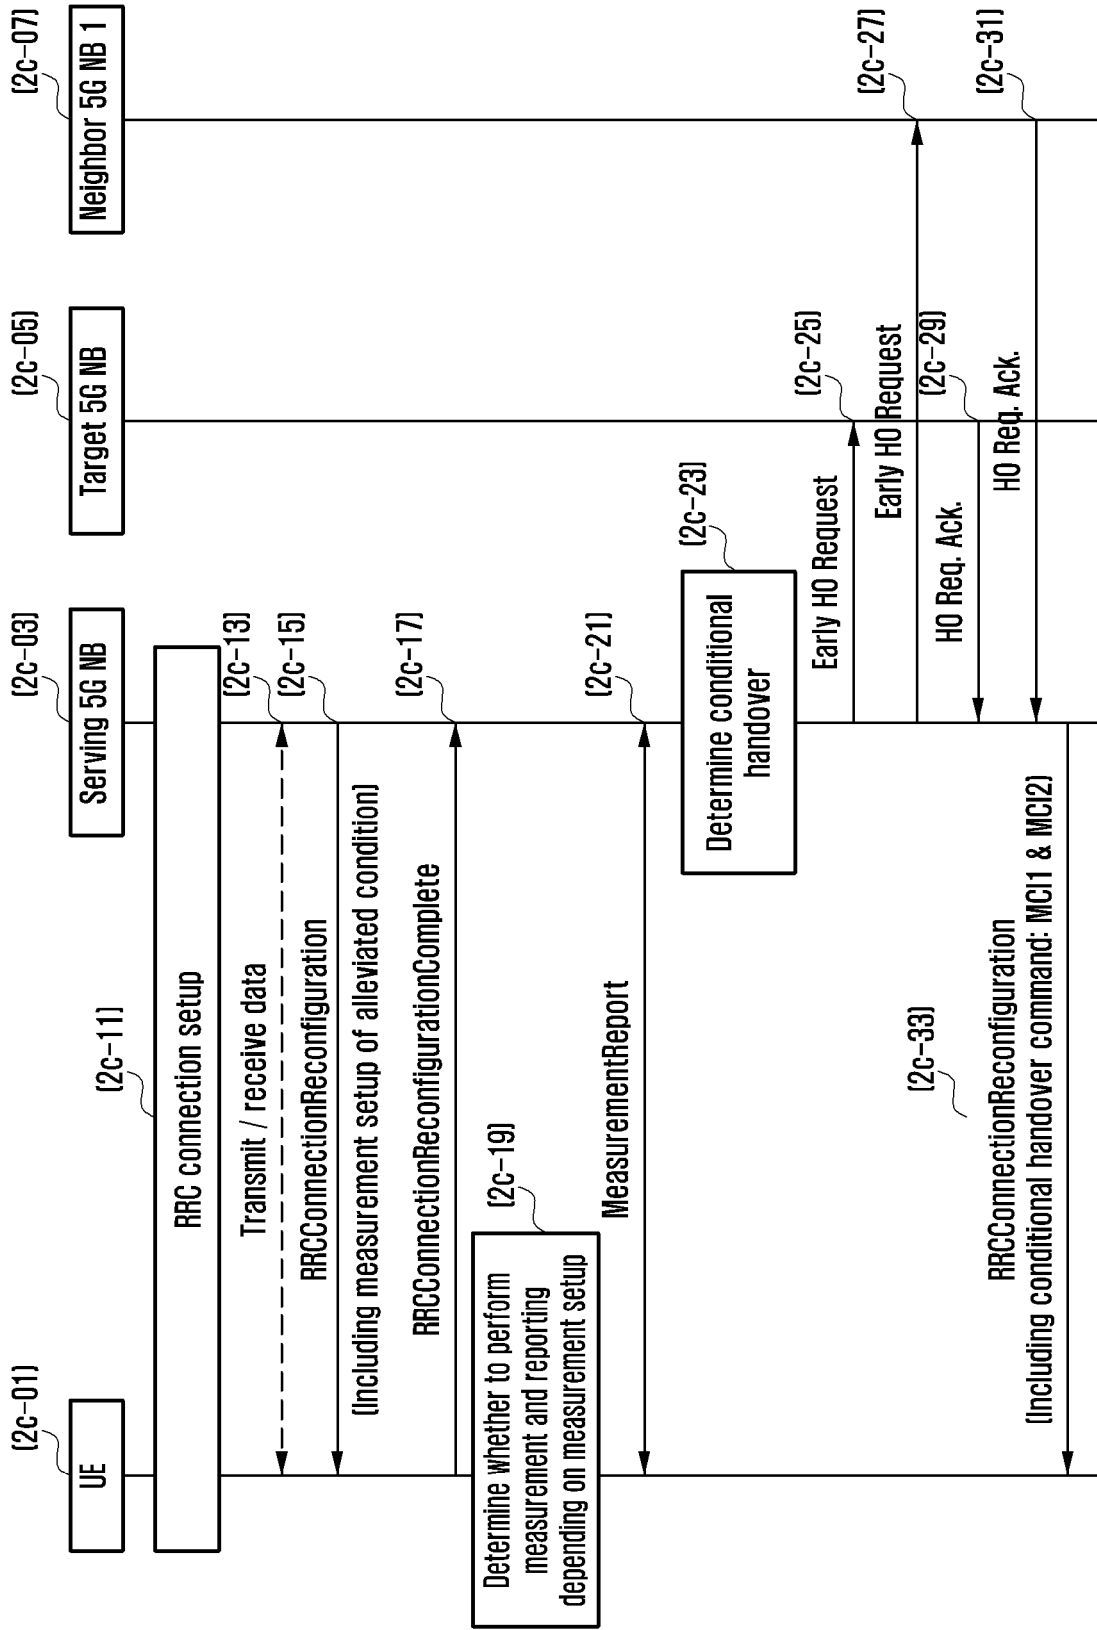 (2c-01)
(2c-03)
(2c-05)
(2c-07)
UE
Serving 5G NB
Target 5G NB
Neighbor 5G NB 1
(2c-11)
RRC connection setup
(2c-13)
Transmit / receive data
(2c-15)
RRCConnectionReconfiguration
(Including measurement setup of alleviated condition)
(2c-17)
RRCConnectionReconfigurationComplete
(2c-19)
Determine whether to perform
measurement and reporting
depending on measurement setup
(2c-21)
MeasurementReport
(2c-23)
Determine conditional
handover
(2c-25)
Early HO Request
(2c-27)
Early HO Request
(2c-29)
HO Req. Ack.
(2c-31)
HO Req. Ack.
(2c-33)
RRCConnectionReconfiguration
(Including conditional handover command: MCI1 & MCI2)